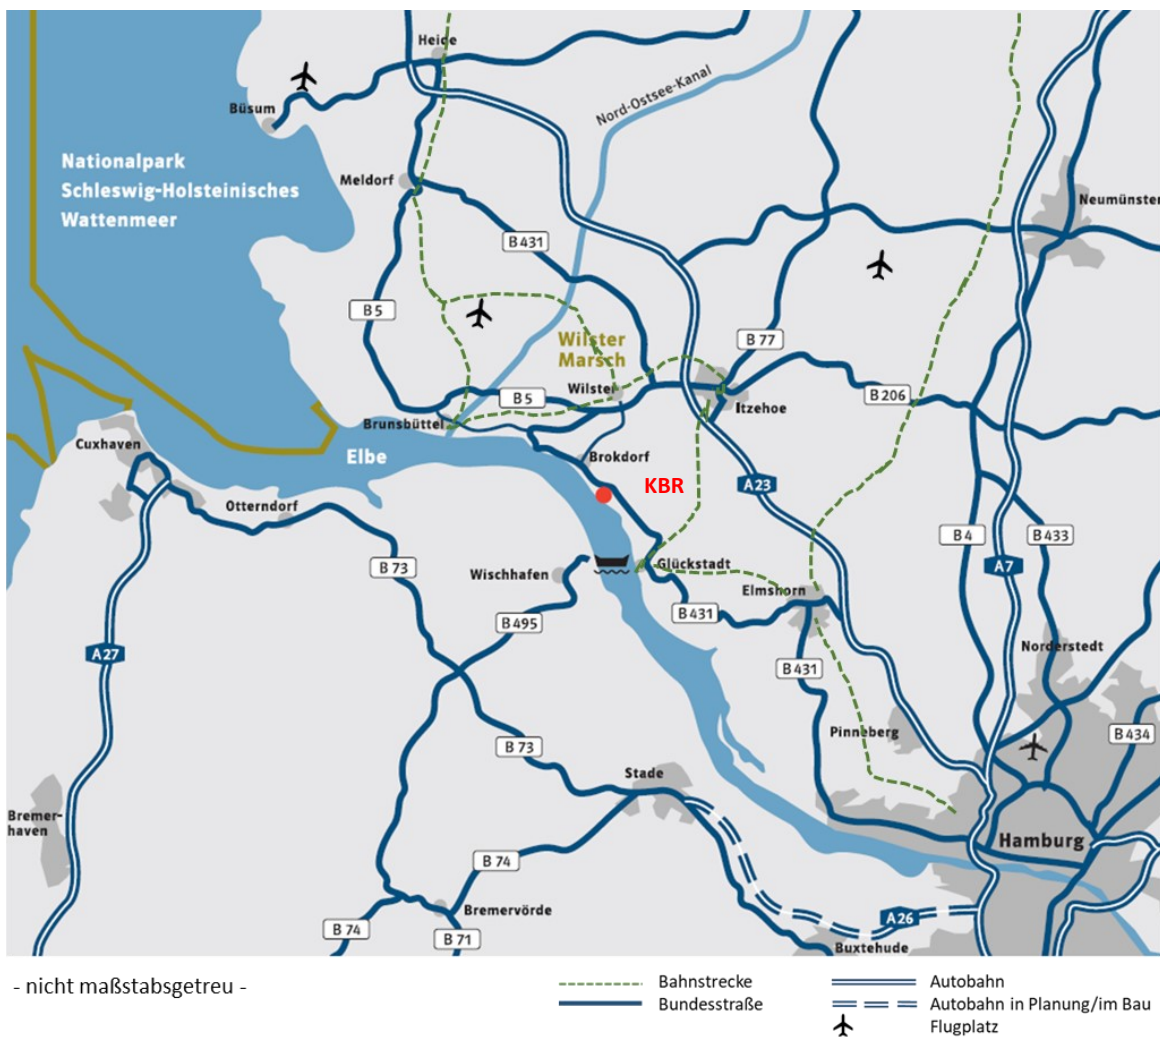 Heide
Büsum
Nord-Ostsee-Kanal
Nationalpark
Schleswig-Holsteinisches
Wattenmeer
Meldorf
Neumünster
B 431
B 5
B 77
Wilster
Marsch
Wilster
B 5
B 206
Itzehoe
Brunsbüttel
Cuxhaven
Elbe
Brokdorf
KBR
A 23
Otterndorf
B 4
B 433
A 7
B 73
Wischhafen
Glückstadt
Elmshorn
B 431
B 495
A 27
B 431
Norderstedt
Pinneberg
B 434
B 73
Stade
Bremer-
haven
Hamburg
B 74
Bremervörde
A 26
B 74
B 71
Buxtehude
- nicht maßstabsgetreu -
Bahnstrecke
Bundesstraße
Autobahn
Autobahn in Planung/im Bau
Flugplatz